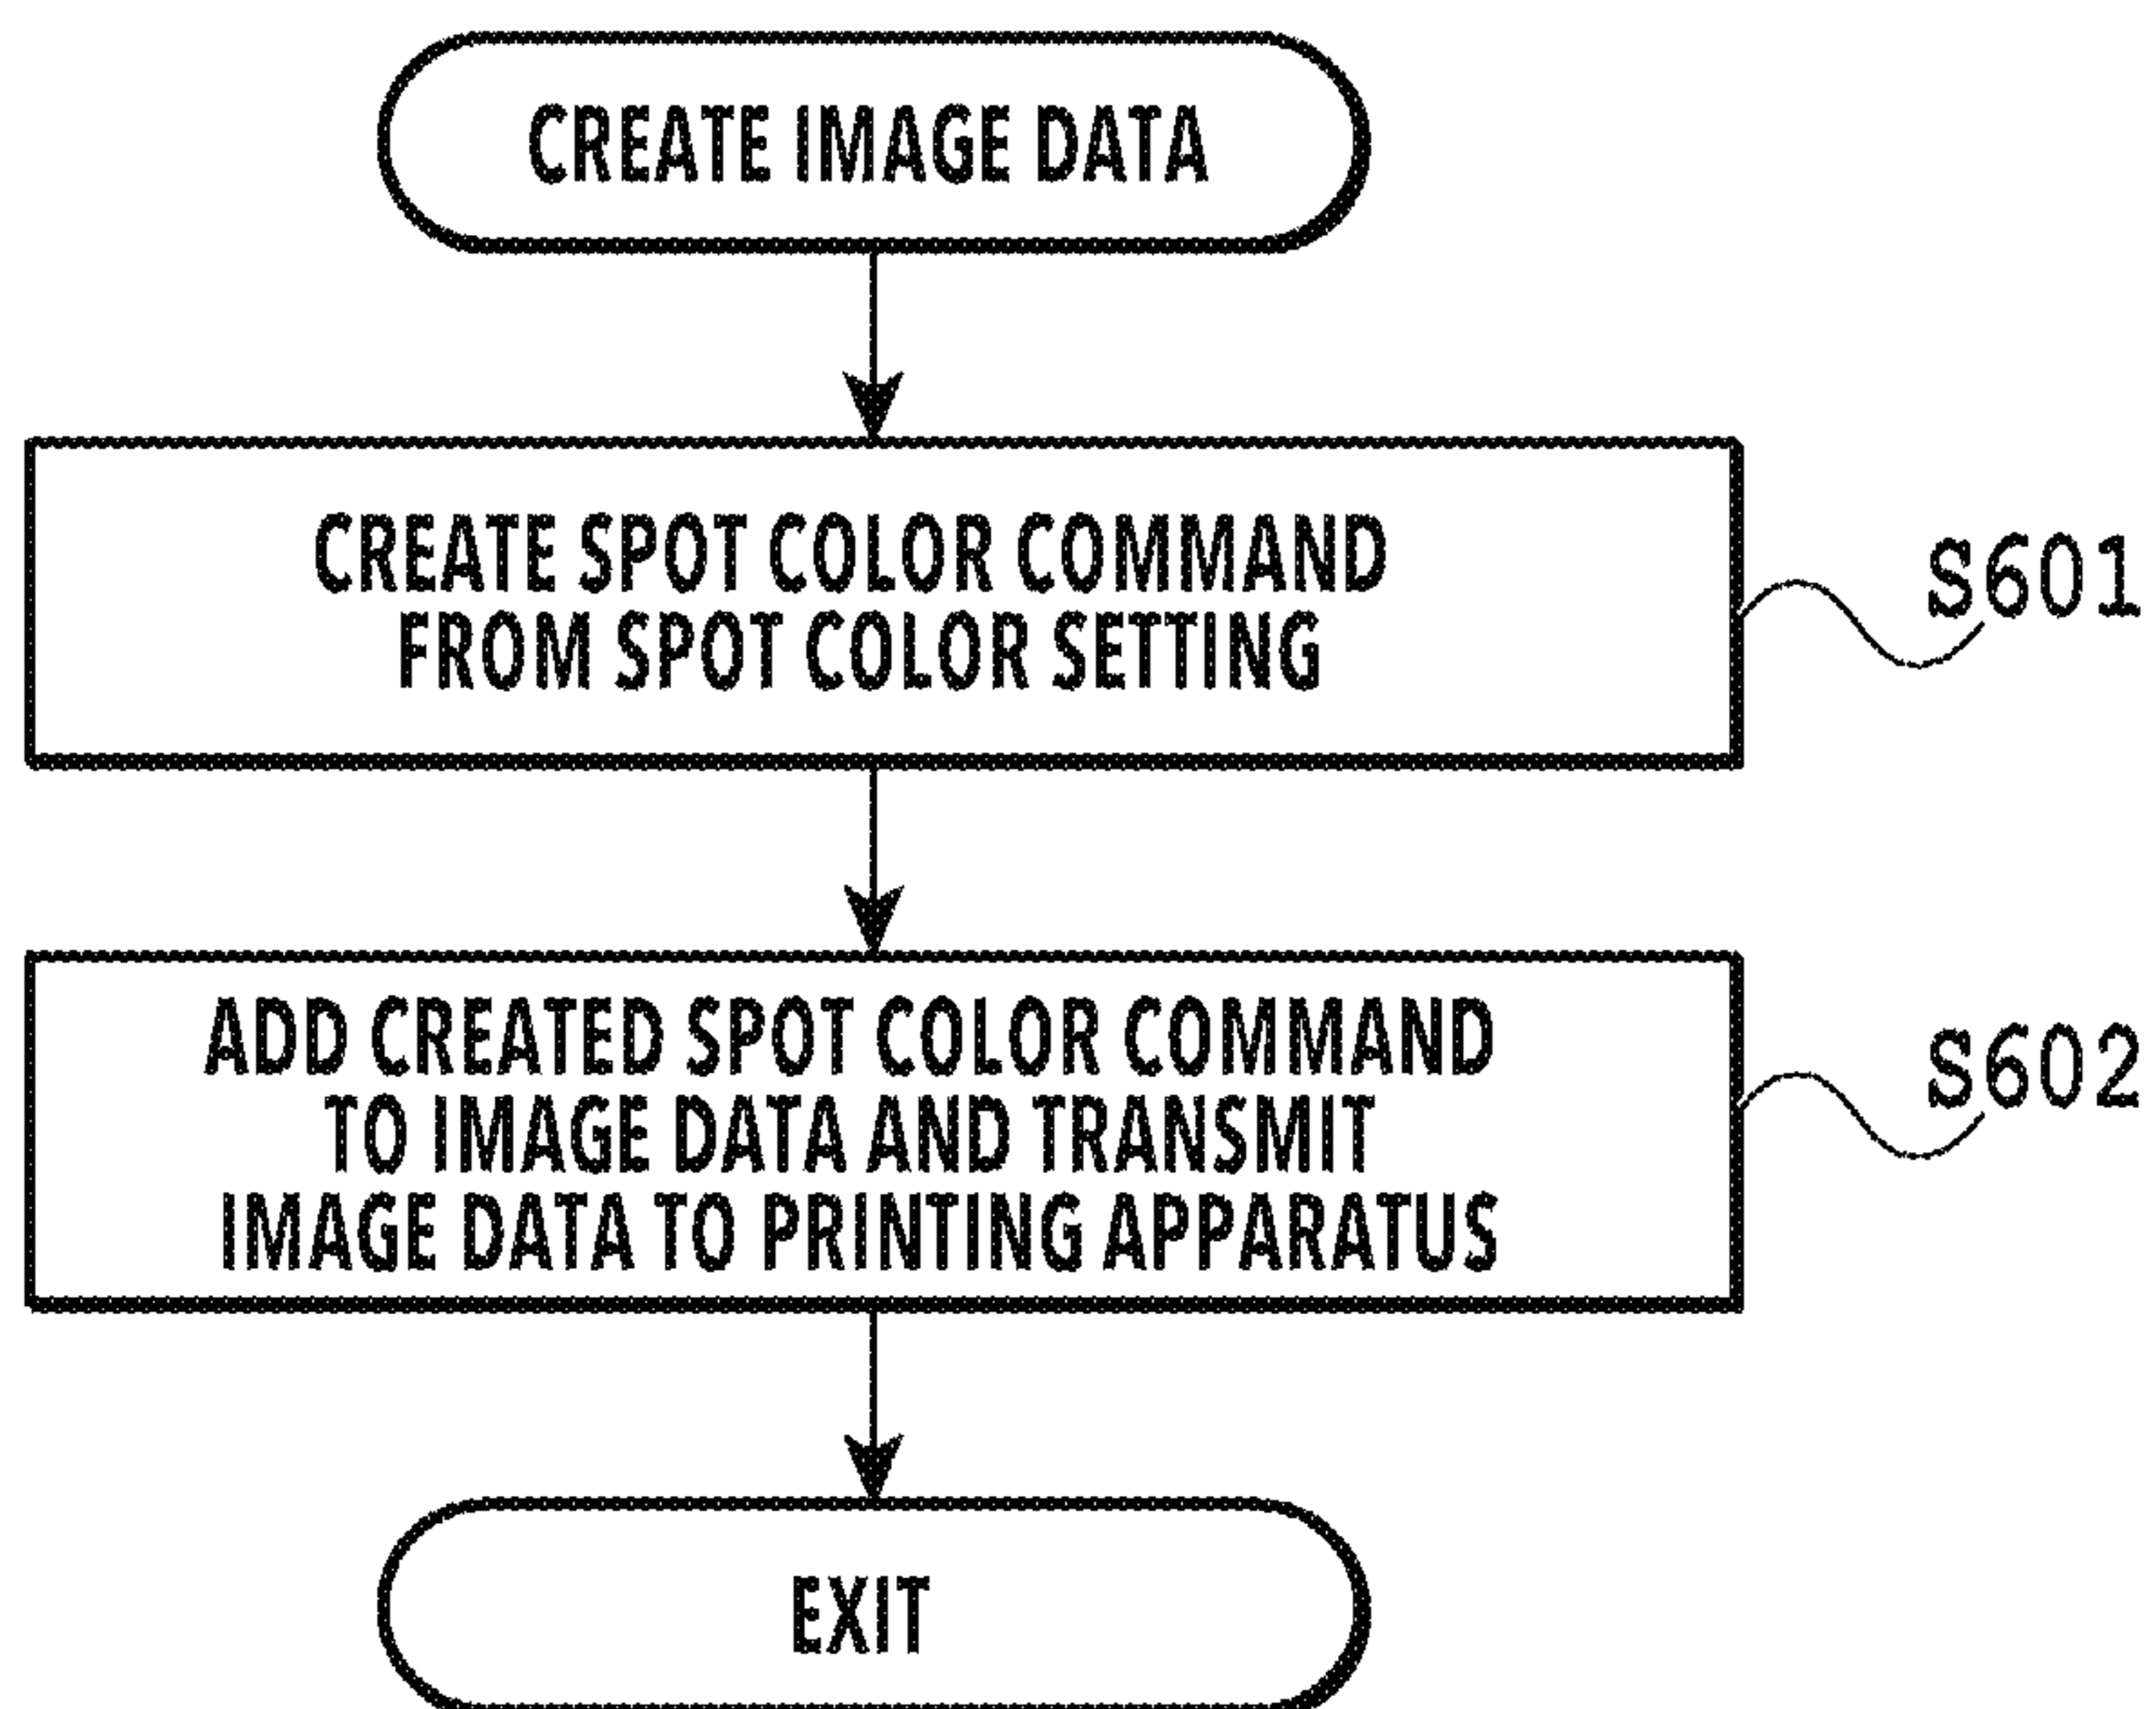 CREATE IMAGE DATA
CREATE SPOT COLOR COMMAND
FROM SPOT COLOR SETTING
S601
ADD CREATED SPOT COLOR COMMAND
TO IMAGE DATA AND TRANSMIT
IMAGE DATA TO PRINTING APPARATUS
S602
EXIT